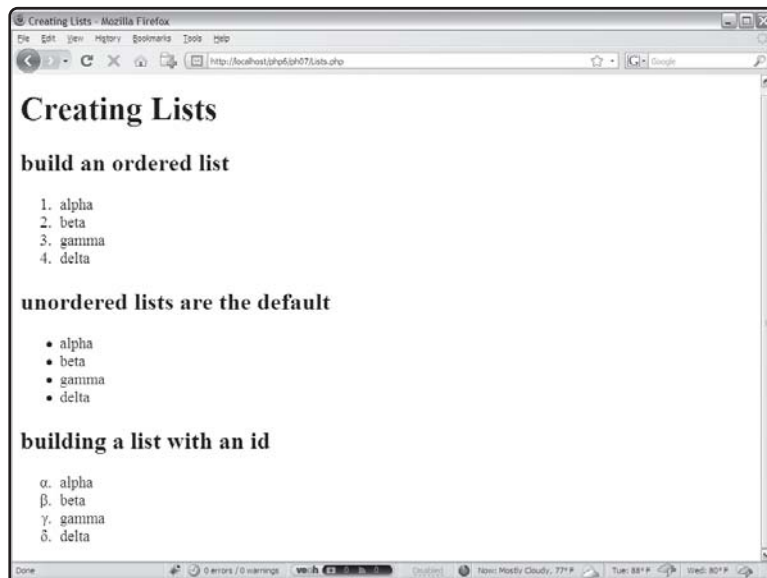 Creating Lists - Mozilla Firefox
File Edit View History Bookmarks Tools Help
http://localhost/php6/ph07/Lists.php
Google
Creating Lists
build an ordered list
1. alpha
2. beta
3. gamma
4. delta
unordered lists are the default
• alpha
• beta
• gamma
• delta
building a list with an id
α. alpha
β. beta
γ. gamma
δ. delta
Done 0 errors / 0 warnings Now: Mostly Cloudy, 77° F Tue: 88° F Wed: 80° F